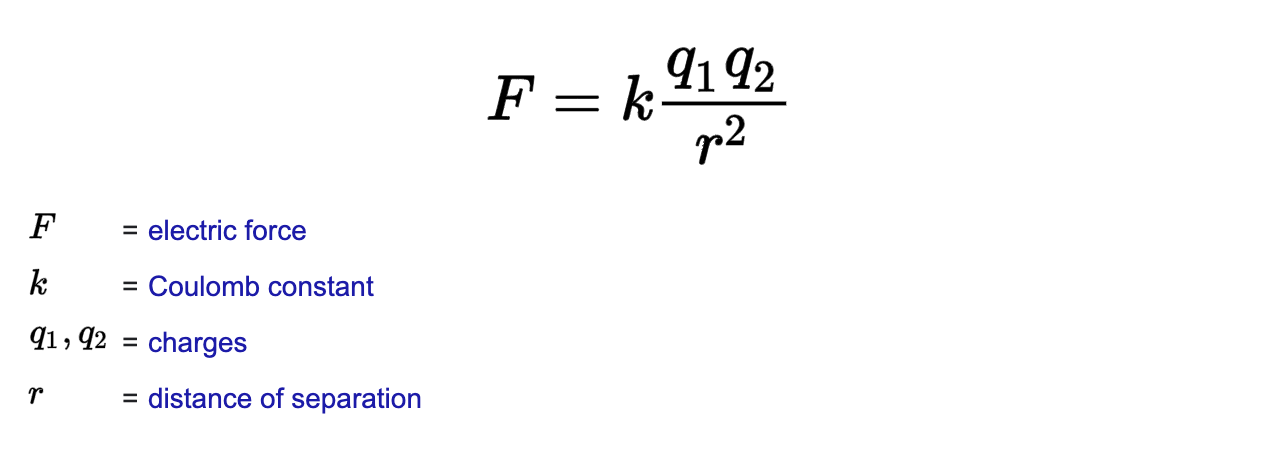 F = k q₁ q₂ / r²
F = electric force
k = Coulomb constant
q₁, q₂ = charges
r = distance of separation